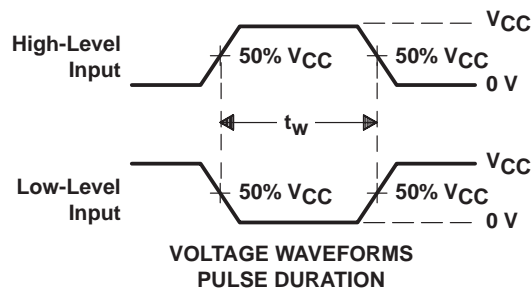 High-Level
Input
50% VCC
50% VCC
VCC
0 V
tw
Low-Level
Input
50% VCC
50% VCC
VCC
0 V
VOLTAGE WAVEFORMS
PULSE DURATION